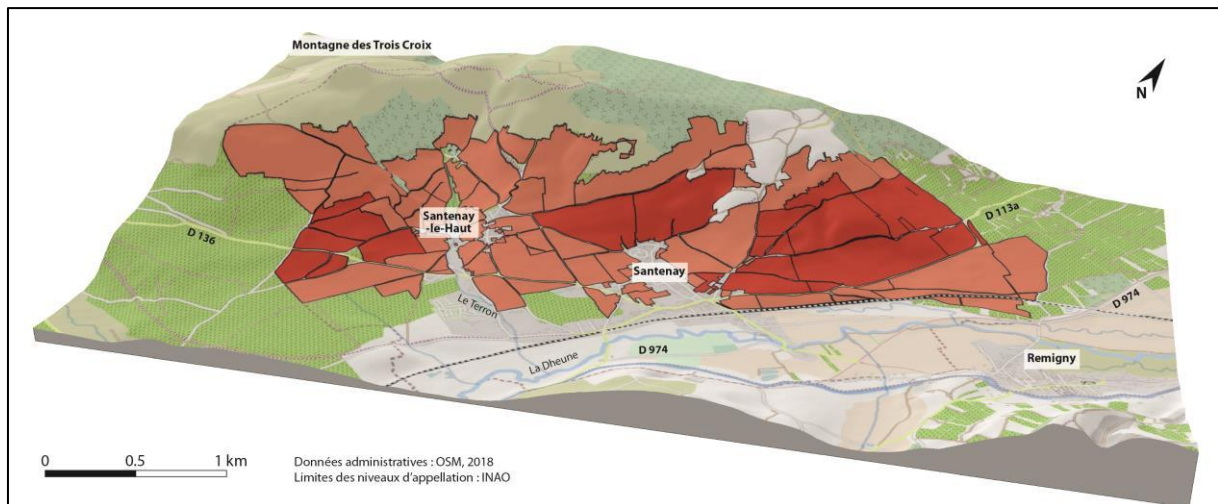 Montagne des Trois Croix
N
D 113a
Santenay
-le-Haut
D 136
Santenay
D 974
Le Terron
D 974
La Dheune
Remigny
0 0.5 1 km
Données administratives : OSM, 2018
Limites des niveaux d'appellation : INAO